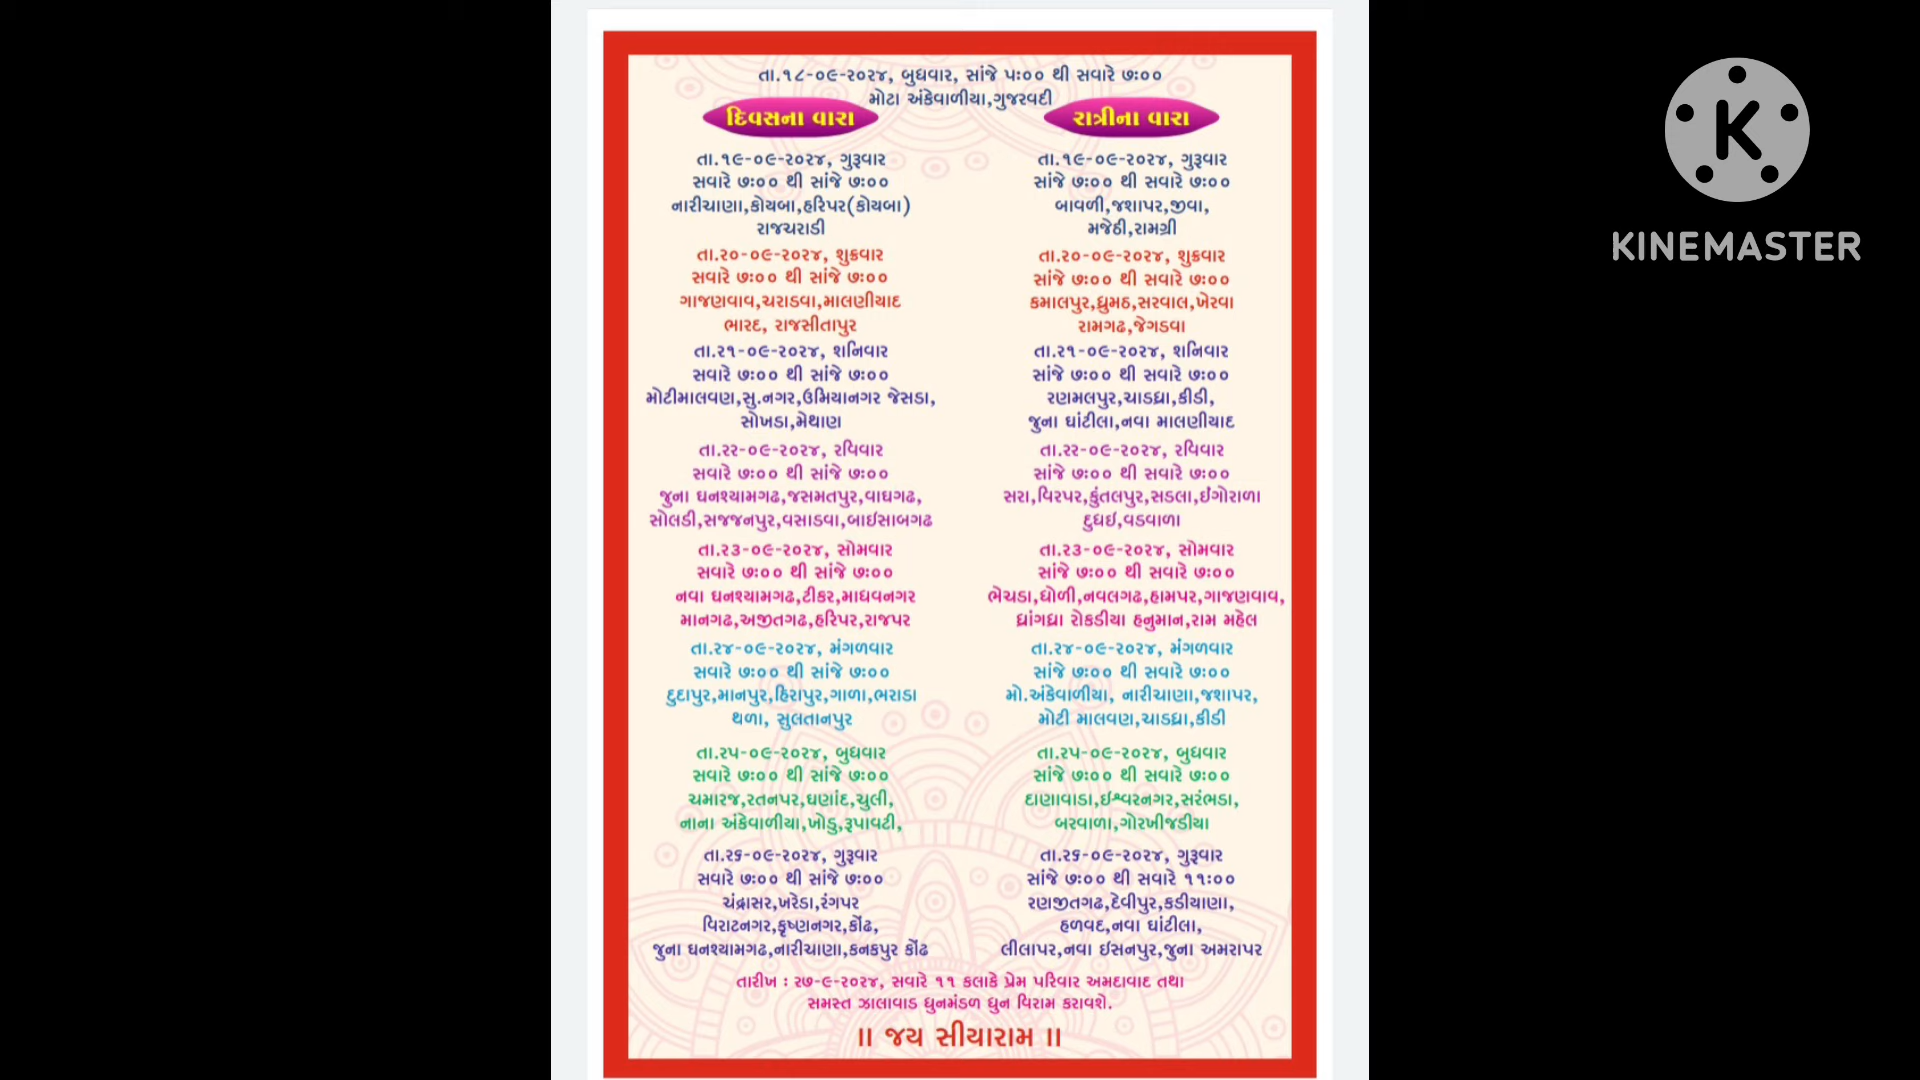 તા.૧૮-૦૯-૨૦૨૪, બુધવાર, સાંજે ૫ઃ૦૦ થી સવારે ૭ઃ૦૦
મોટા અંકેવાળીયા,ગુજરવદી
દિવસના વારા
તા.૧૯-૦૯-૨૦૨૪, ગુરૂવાર
સવારે ૭ઃ૦૦ થી સાંજે ૭ઃ૦૦
નારીચાણા,કોયબા,હરિપર(કોયબા)
રાજચરાડી
તા.૨૦-૦૯-૨૦૨૪, શુક્રવાર
સવારે ૭ઃ૦૦ થી સાંજે ૭ઃ૦૦
ગાજણવાવ,ચરાડવા,માલણીયાદ
ભારદ, રાજસીતાપુર
તા.૨૧-૦૯-૨૦૨૪, શનિવાર
સવારે ૭ઃ૦૦ થી સાંજે ૭ઃ૦૦
મોટીમાલવણ,સુ.નગર,ઉમિયાનગર જેસડા,
સોખડા,મેથાણ
તા.૨૨-૦૯-૨૦૨૪, રવિવાર
સવારે ૭ઃ૦૦ થી સાંજે ૭ઃ૦૦
જુના ઘનશ્યામગઢ,જસમતપુર,વાઘગઢ,
સોલડી,સજજનપુર,વસાડવા,બાઈસાબગઢ
તા.૨૩-૦૯-૨૦૨૪, સોમવાર
સવારે ૭ઃ૦૦ થી સાંજે ૭ઃ૦૦
નવા ઘનશ્યામગઢ,ટીકર,માધવનગર
માનગઢ,અજીતગઢ,હરિપર,રાજપર
તા.૨૪-૦૯-૨૦૨૪, મંગળવાર
સવારે ૭ઃ૦૦ થી સાંજે ૭ઃ૦૦
દુદાપુર,માનપુર,હિરાપુર,ગાળા,ભરાડા
થળા, સુલતાનપુર
તા.૨૫-૦૯-૨૦૨૪, બુધવાર
સવારે ૭ઃ૦૦ થી સાંજે ૭ઃ૦૦
ચમારજ,રતનપર,ઘણાંદ,ચુલી,
નાના અંકેવાળીયા,ખોડુ,રૂપાવટી,
તા.૨૬-૦૯-૨૦૨૪, ગુરૂવાર
સવારે ૭ઃ૦૦ થી સાંજે ૭ઃ૦૦
ચંદ્રાસર,ખરેડા,રંગપર
વિરાટનગર,કૃષ્ણનગર,કોંઢ,
જુના ઘનશ્યામગઢ,નારીચાણા,કનકપુર કોંઢ
રાત્રીના વારા
તા.૧૯-૦૯-૨૦૨૪, ગુરૂવાર
સાંજે ૭ઃ૦૦ થી સવારે ૭ઃ૦૦
બાવળી,જશાપર,જીવા,
મજેઠી,રામગ્રી
તા.૨૦-૦૯-૨૦૨૪, શુક્રવાર
સાંજે ૭ઃ૦૦ થી સવારે ૭ઃ૦૦
કમાલપુર,ધ્રુમઠ,સરવાલ,ખેરવા
રામગઢ,જેગડવા
તા.૨૧-૦૯-૨૦૨૪, શનિવાર
સાંજે ૭ઃ૦૦ થી સવારે ૭ઃ૦૦
રણમલપુર,ચાડધ્રા,કીડી,
જુના ઘાંટીલા,નવા માલણીયાદ
તા.૨૨-૦૯-૨૦૨૪, રવિવાર
સાંજે ૭ઃ૦૦ થી સવારે ૭ઃ૦૦
સરા,વિરપર,કુંતલપુર,સડલા,ઈંગોરાળા
દુધઈ,વડવાળા
તા.૨૩-૦૯-૨૦૨૪, સોમવાર
સાંજે ૭ઃ૦૦ થી સવારે ૭ઃ૦૦
ભેચડા,ધોળી,નવલગઢ,હામપર,ગાજણવાવ,
ધ્રાંગધ્રા રોકડીયા હનુમાન,રામ મહેલ
તા.૨૪-૦૯-૨૦૨૪, મંગળવાર
સાંજે ૭ઃ૦૦ થી સવારે ૭ઃ૦૦
મો.અંકેવાળીયા, નારીચાણા,જશાપર,
મોટી માલવણ,ચાડધ્રા,કીડી
તા.૨૫-૦૯-૨૦૨૪, બુધવાર
સાંજે ૭ઃ૦૦ થી સવારે ૭ઃ૦૦
દાણાવાડા,ઈશ્વરનગર,સરંભડા,
બરવાળા,ગોરખીજડીયા
તા.૨૬-૦૯-૨૦૨૪, ગુરૂવાર
સાંજે ૭ઃ૦૦ થી સવારે ૧૧ઃ૦૦
રણજીતગઢ,દેવીપુર,કડીયાણા,
હળવદ,નવા ઘાંટીલા,
લીલાપર,નવા ઈસનપુર,જુના અમરાપર
તારીખ : ૨૭-૯-૨૦૨૪, સવારે ૧૧ કલાકે પ્રેમ પરિવાર અમદાવાદ તથા
સમસ્ત ઝાલાવાડ ધુનમંડળ ધુન વિરામ કરાવશે.
॥ જય સીયારામ ॥
K
KINEMASTER